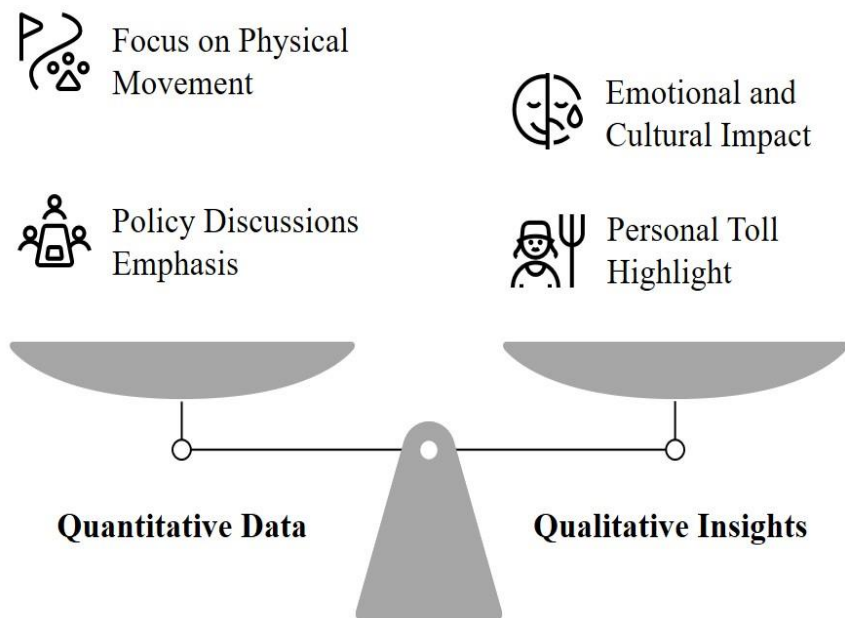 Focus on Physical
Movement
Policy Discussions
Emphasis
Emotional and
Cultural Impact
Personal Toll
Highlight
Quantitative Data
Qualitative Insights